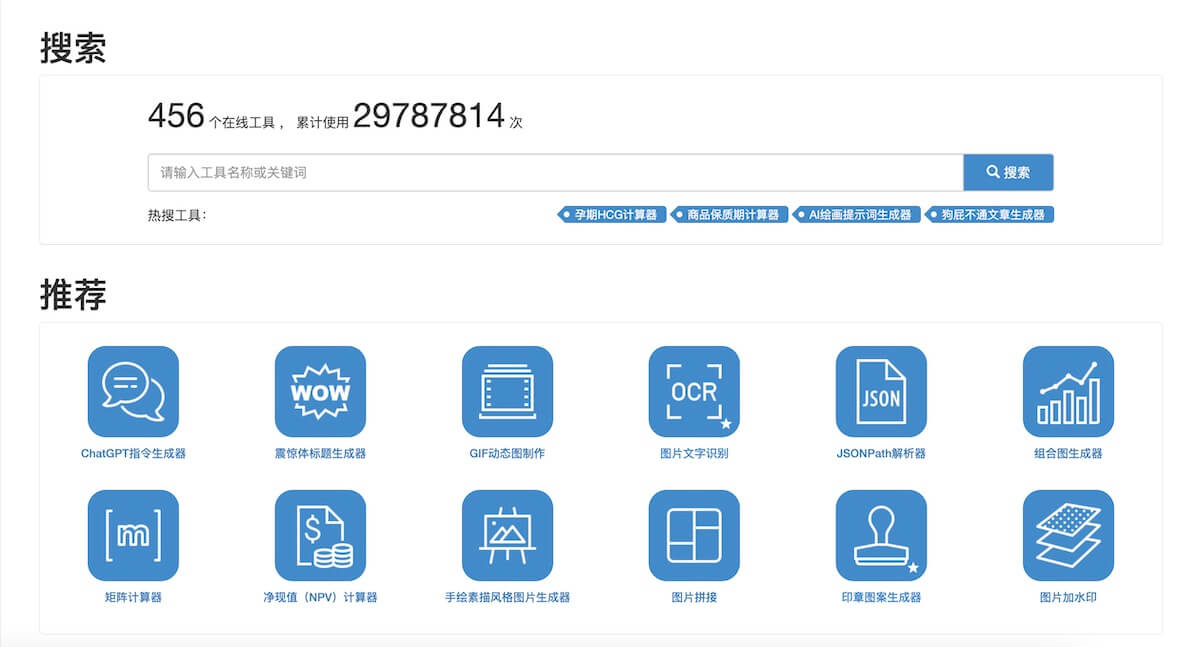 搜索
456 个在线工具 ， 累计使用 29787814 次
请输入工具名称或关键词
搜索
热搜工具：
孕期HCG计算器 商品保质期计算器 AI绘画提示词生成器 狗屁不通文章生成器
推荐
WOW OCR JSON
ChatGPT指令生成器 震惊体标题生成器 GIF动态图制作 图片文字识别 JSONPath解析器 组合图生成器
[m] $
矩阵计算器 净现值（NPV）计算器 手绘素描风格图片生成器 图片拼接 印章图案生成器 图片加水印